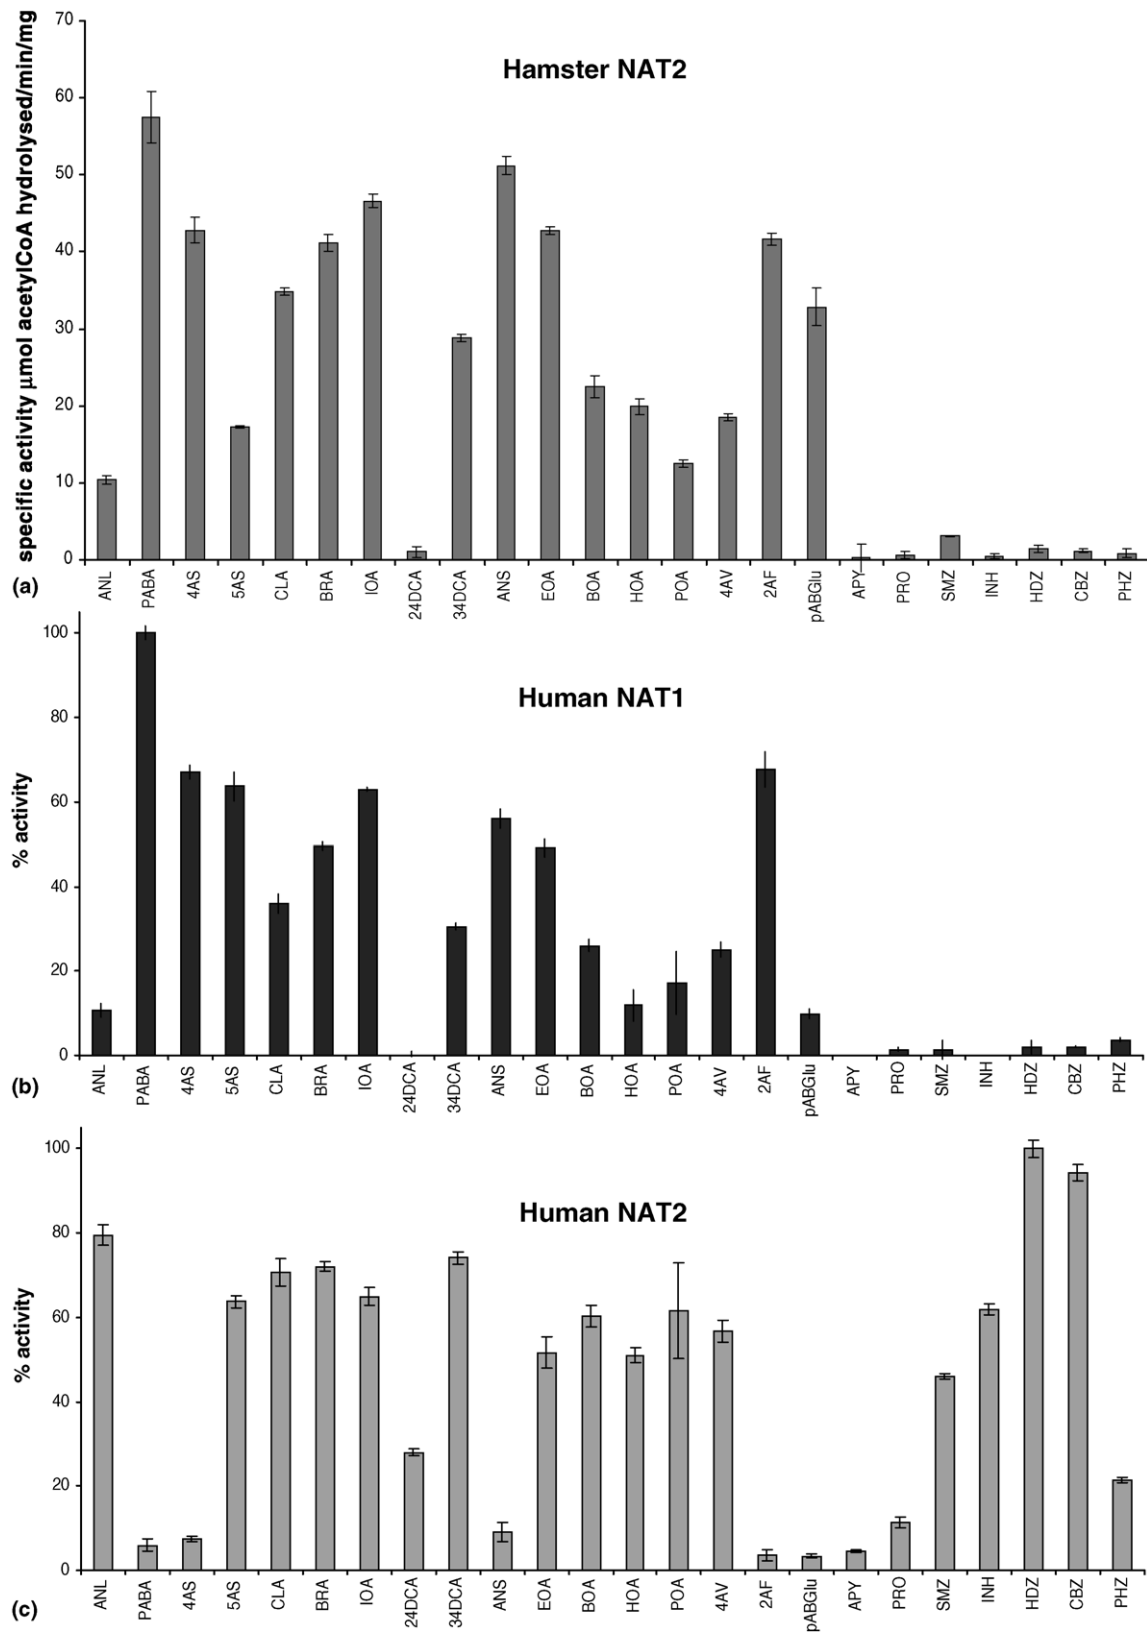 specific activity μmol acetylCoA hydrolysed/min/mg
Hamster NAT2
70
60
50
40
30
20
10
0
(a)
ANL PABA 4AS 5AS CLA BRA IOA 24DCA 34DCA ANS EOA BOA HOA POA 4AV 2AF pABGlu APY PRO SMZ INH HDZ CBZ PHZ
Human NAT1
% activity
100
80
60
40
20
0
(b)
ANL PABA 4AS 5AS CLA BRA IOA 24DCA 34DCA ANS EOA BOA HOA POA 4AV 2AF pABGlu APY PRO SMZ INH HDZ CBZ PHZ
Human NAT2
% activity
100
80
60
40
20
0
(c)
ANL PABA 4AS 5AS CLA BRA IOA 24DCA 34DCA ANS EOA BOA HOA POA 4AV 2AF pABGlu APY PRO SMZ INH HDZ CBZ PHZ